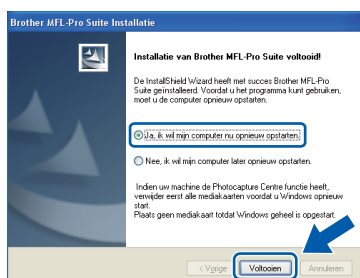 Brother MFL-Pro Suite Installatie
Installatie van Brother MFL-Pro Suite voltooid!
De InstallShield Wizard heeft met succes Brother MFL-Pro
Suite geïnstalleerd. Voordat u het programma kunt gebruiken,
moet u de computer opnieuw opstarten.
Ja, ik wil mijn computer nu opnieuw opstarten.
Nee, ik wil mijn computer later opnieuw opstarten.
Indien uw machine de Photocapture Centre functie heeft,
verwijder eerst alle mediakaarten voordat u Windows opnieuw
start.
Plaats geen mediakaart totdat Windows geheel is opgestart.
< Vorige
Voltooien
Annuleren